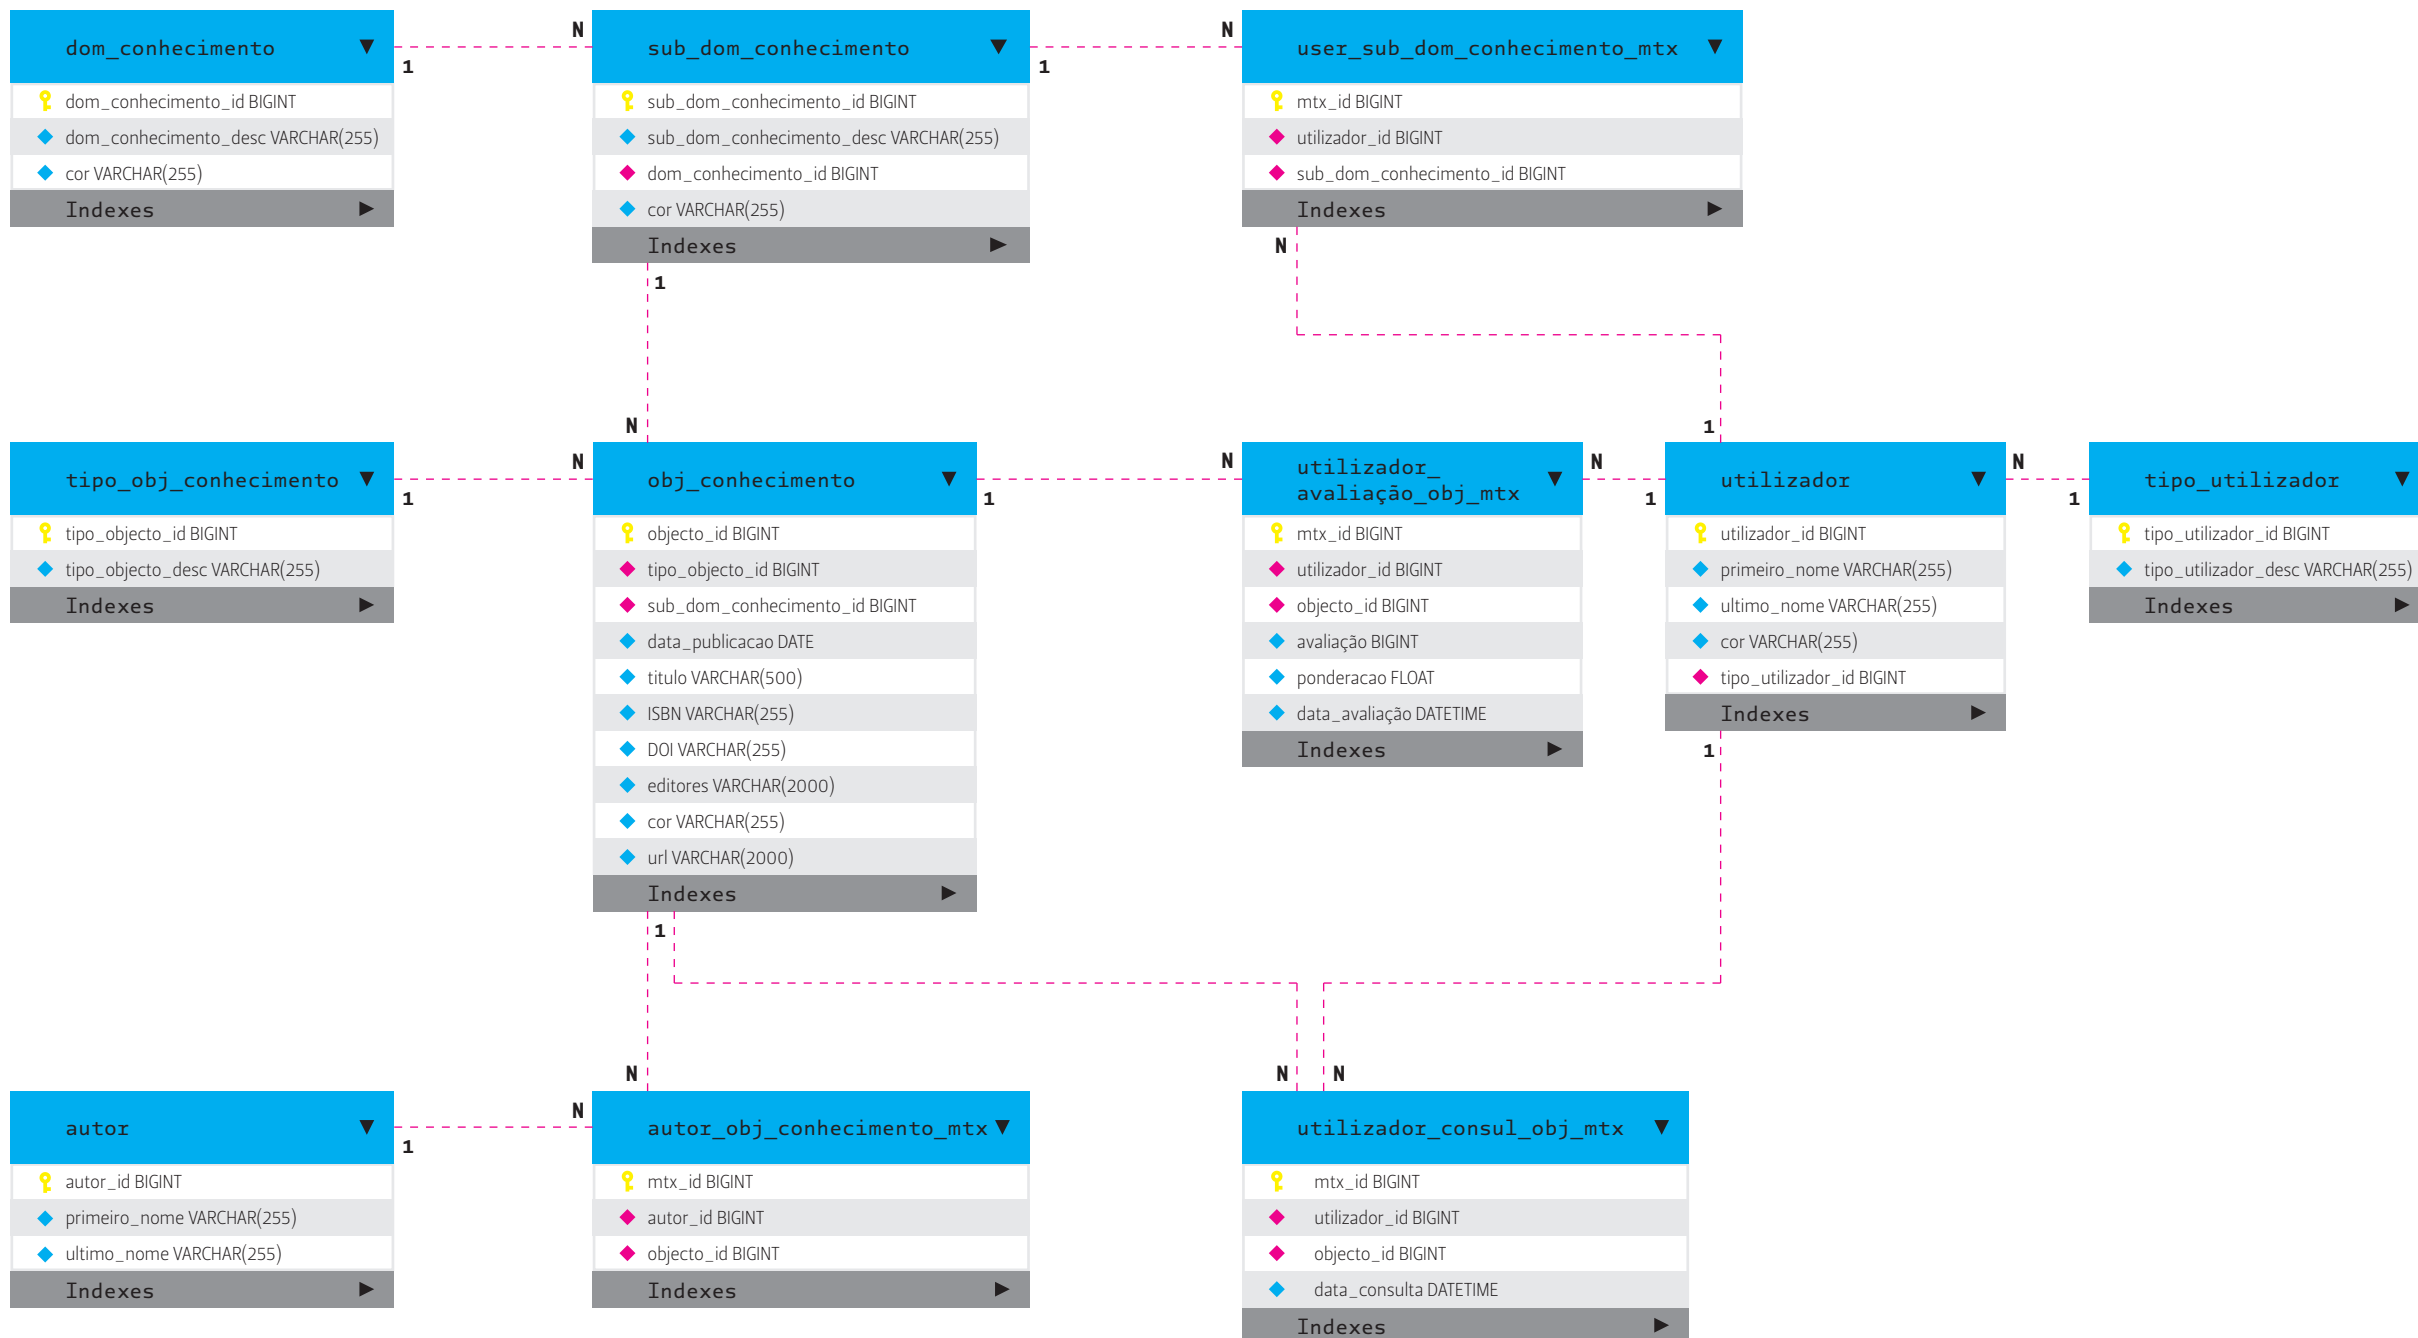 dom_conhecimento
1
dom_conhecimento_id BIGINT
dom_conhecimento_desc VARCHAR(255)
cor VARCHAR(255)
Indexes
N
sub_dom_conhecimento
1
sub_dom_conhecimento_id BIGINT
sub_dom_conhecimento_desc VARCHAR(255)
dom_conhecimento_id BIGINT
cor VARCHAR(255)
Indexes
1
N
user_sub_dom_conhecimento_mtx
mtx_id BIGINT
utilizador_id BIGINT
sub_dom_conhecimento_id BIGINT
Indexes
N
tipo_obj_conhecimento
1
tipo_objecto_id BIGINT
tipo_objecto_desc VARCHAR(255)
Indexes
N
N
obj_conhecimento
1
objecto_id BIGINT
tipo_objecto_id BIGINT
sub_dom_conhecimento_id BIGINT
data_publicacao DATE
titulo VARCHAR(500)
ISBN VARCHAR(255)
DOI VARCHAR(255)
editores VARCHAR(2000)
cor VARCHAR(255)
url VARCHAR(2000)
Indexes
1
N
utilizador_
avaliação_obj_mtx
N
mtx_id BIGINT
utilizador_id BIGINT
objecto_id BIGINT
avaliação BIGINT
ponderacao FLOAT
data_avaliação DATETIME
Indexes
1
1
utilizador
N
utilizador_id BIGINT
primeiro_nome VARCHAR(255)
ultimo_nome VARCHAR(255)
cor VARCHAR(255)
tipo_utilizador_id BIGINT
Indexes
1
1
tipo_utilizador
tipo_utilizador_id BIGINT
tipo_utilizador_desc VARCHAR(255)
Indexes
autor
1
autor_id BIGINT
primeiro_nome VARCHAR(255)
ultimo_nome VARCHAR(255)
Indexes
N
N
autor_obj_conhecimento_mtx
mtx_id BIGINT
autor_id BIGINT
objecto_id BIGINT
Indexes
N
N
utilizador_consul_obj_mtx
mtx_id BIGINT
utilizador_id BIGINT
objecto_id BIGINT
data_consulta DATETIME
Indexes